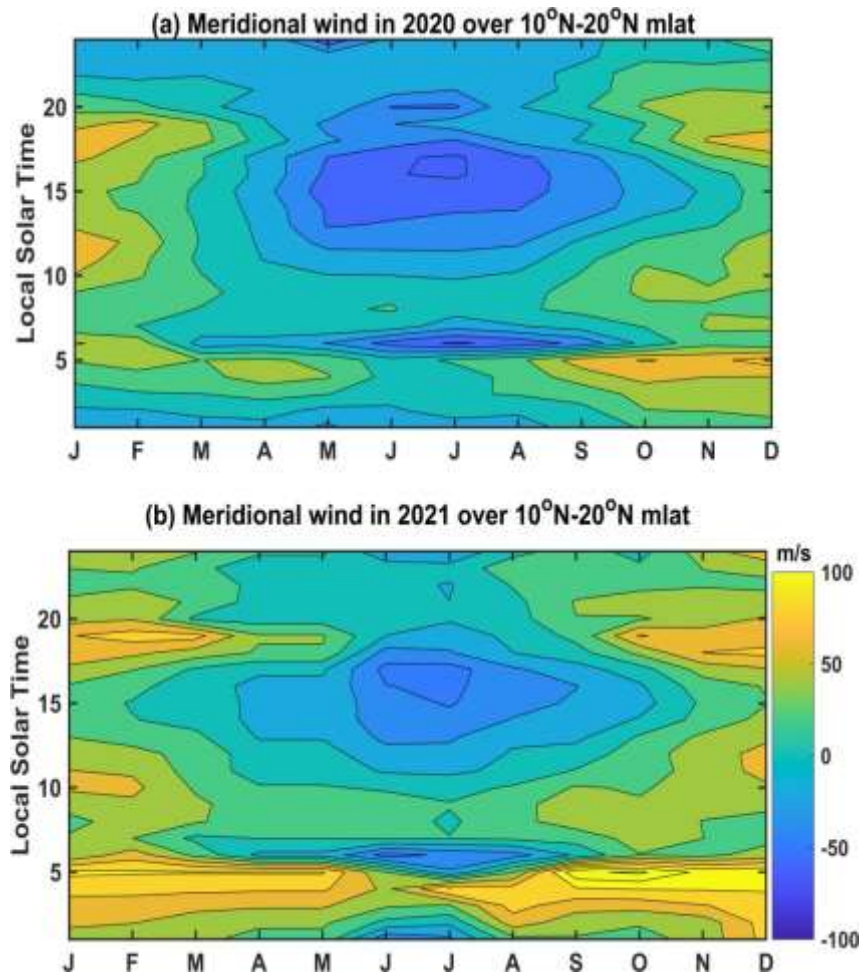 (a) Meridional wind in 2020 over 10°N-20°N mlat
Local Solar Time
20
15
10
5
J F M A M J J A S O N D
(b) Meridional wind in 2021 over 10°N-20°N mlat
m/s
Local Solar Time
20
15
10
5
100
50
0
-50
-100
J F M A M J J A S O N D